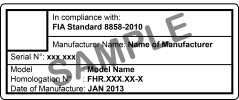 In compliance with:
FIA Standard 8858-2010
Manufacturer Name: Name of Manufacturer
Serial N°: xxx xxx
Model Model Name
Homologation N° FHR.XXX.XX-X
Date of Manufacture: JAN 2013
SAMPLE